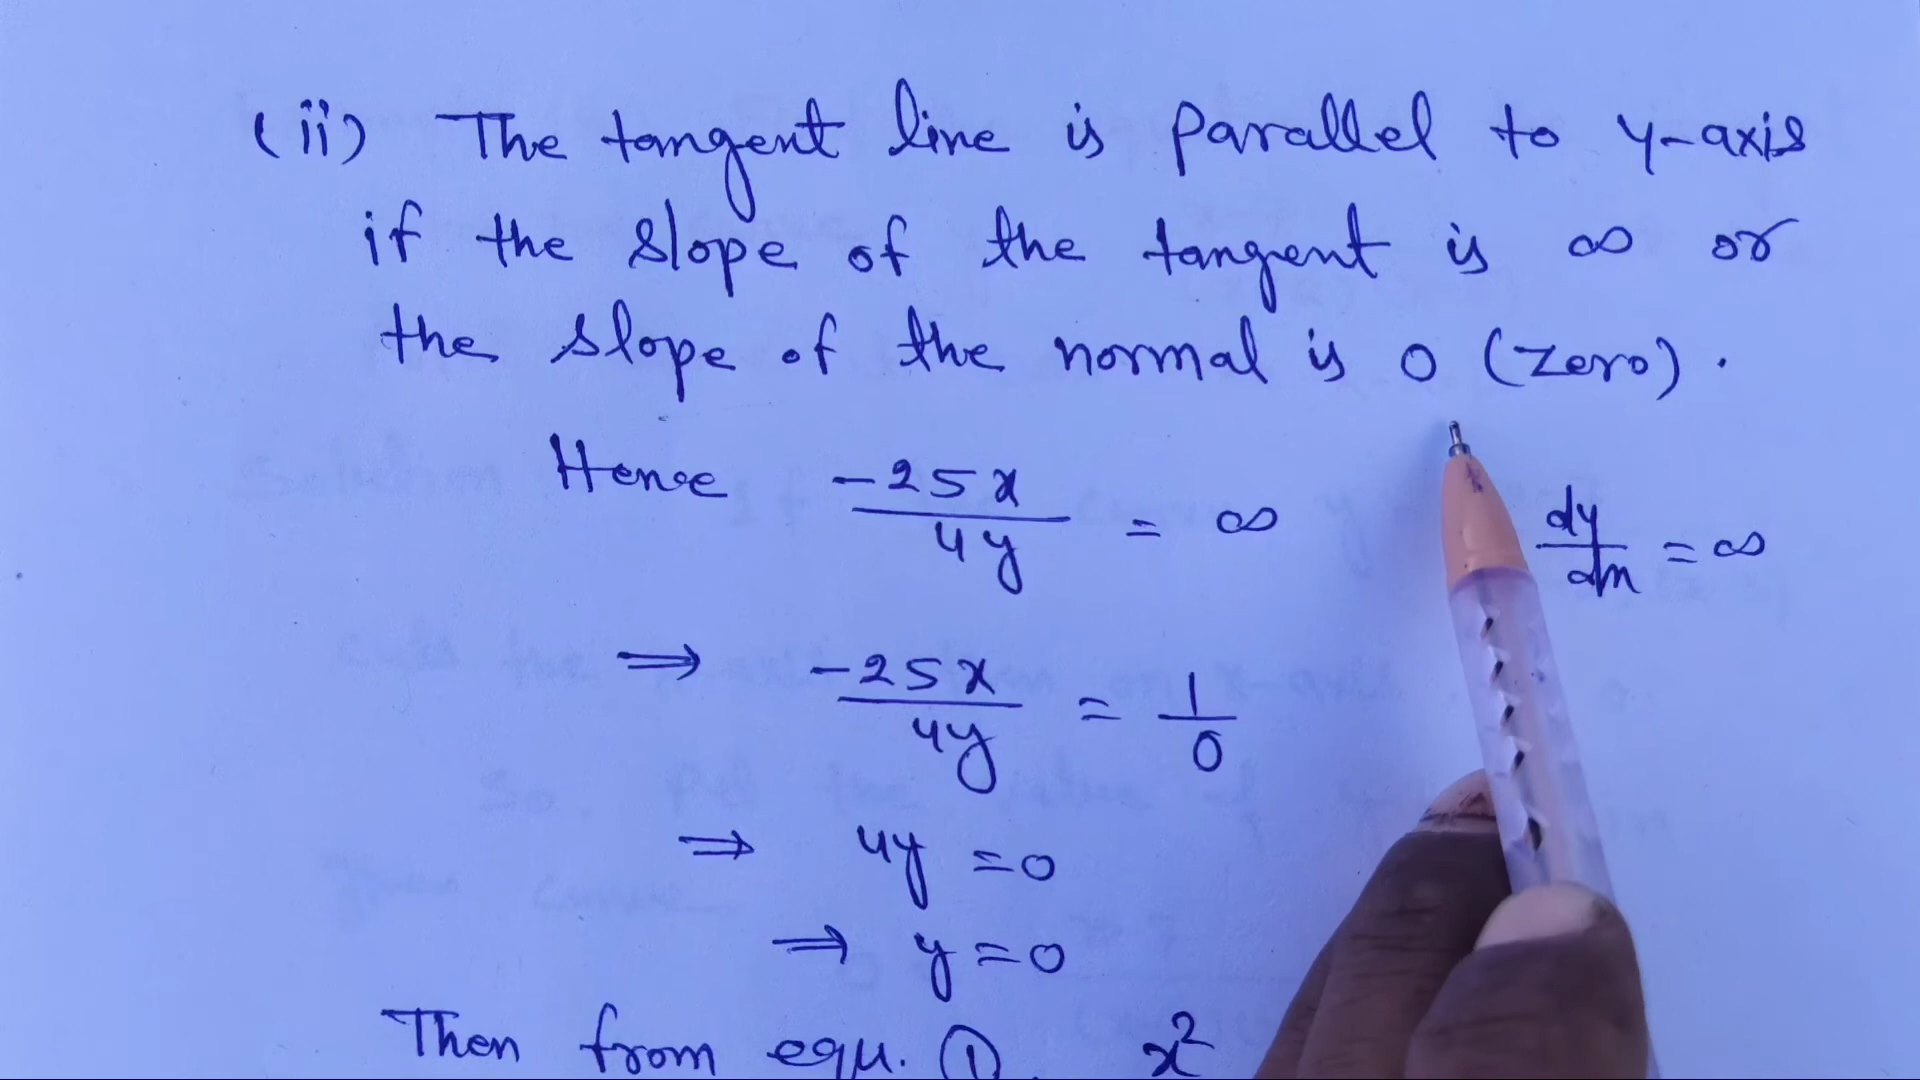 (ii) The tangent line is parallel to y-axis
if the slope of the tangent is ∞ or
the slope of the normal is 0 (zero).
Hence -25x/4y = ∞ dy/dx = ∞
⇒ -25x/4y = 1/0
⇒ 4y = 0
⇒ y = 0
Then from equ. ① x²